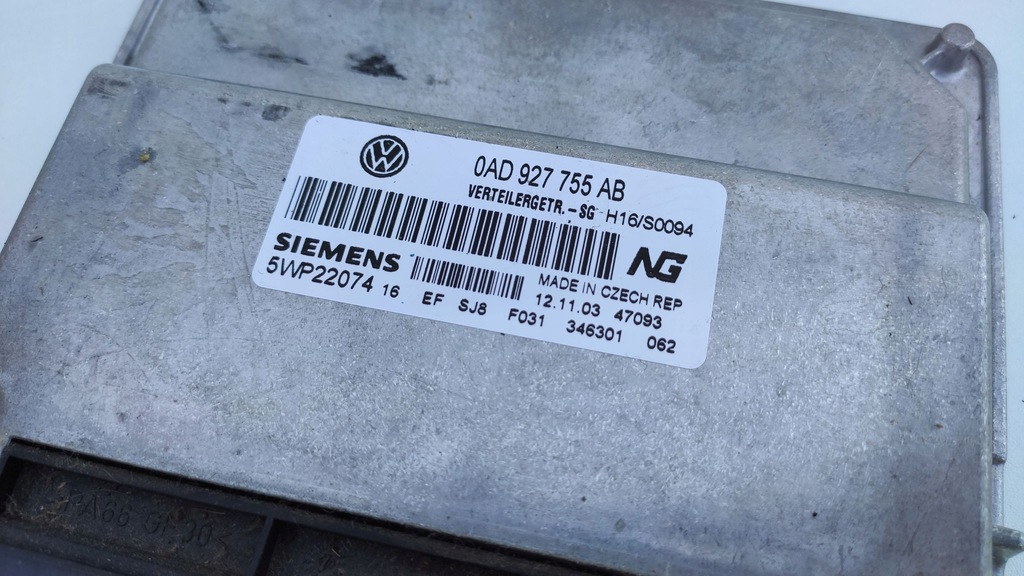 VW
0AD 927 755 AB
VERTEILERGETR.-SG H16/S0094
SIEMENS NG
5WP22074 16 MADE IN CZECH REP
12.11.03 47093
EF SJ8 F031 346301 062